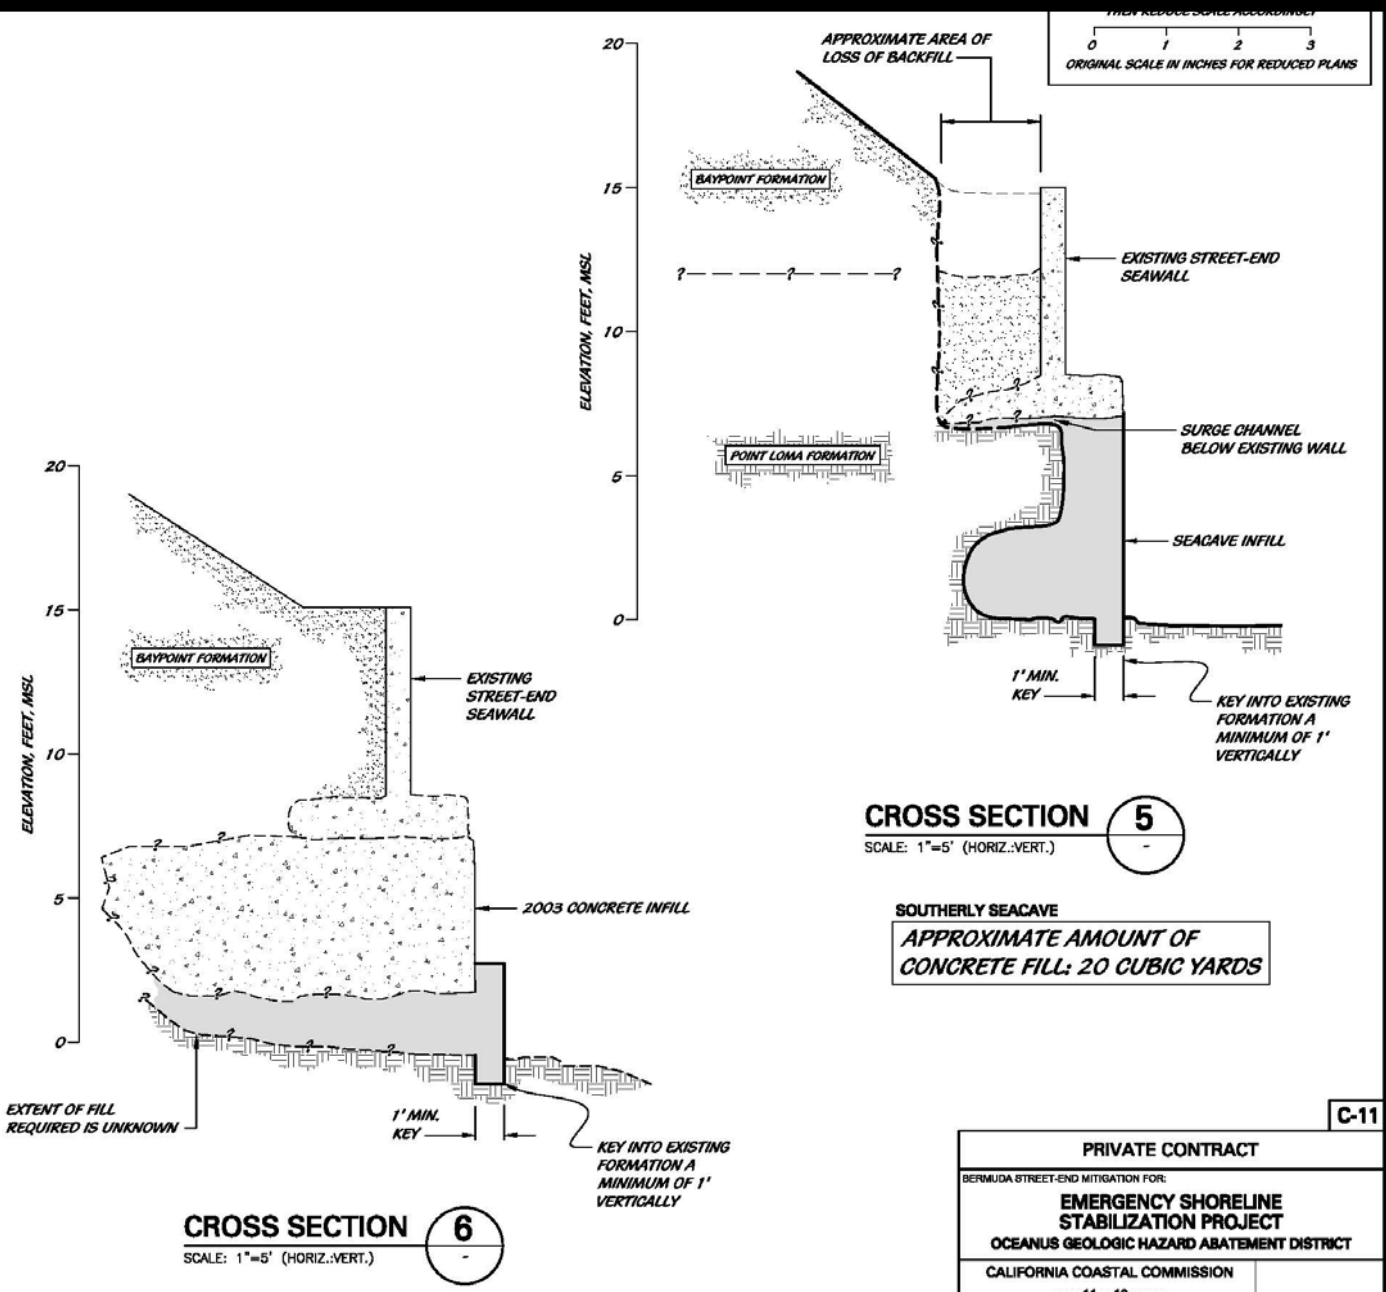 THEN REDUCE SCALE ACCORDINGLY
0 1 2 3
ORIGINAL SCALE IN INCHES FOR REDUCED PLANS
APPROXIMATE AREA OF
LOSS OF BACKFILL
20
15
10
5
0
ELEVATION, FEET, MSL
BAYPOINT FORMATION
? ? ?
?
?
?
? ?
? ?
EXISTING STREET-END
SEAWALL
POINT LOMA FORMATION
SURGE CHANNEL
BELOW EXISTING WALL
SEACAVE INFILL
1' MIN.
KEY
KEY INTO EXISTING
FORMATION A
MINIMUM OF 1'
VERTICALLY
CROSS SECTION 5
SCALE: 1"=5' (HORIZ.:VERT.)
-
SOUTHERLY SEACAVE
APPROXIMATE AMOUNT OF
CONCRETE FILL: 20 CUBIC YARDS
20
15
10
5
0
ELEVATION, FEET, MSL
BAYPOINT FORMATION
EXISTING
STREET-END
SEAWALL
? ?
?
?
?
2003 CONCRETE INFILL
? ?
?
? ? ?
EXTENT OF FILL
REQUIRED IS UNKNOWN
1' MIN.
KEY
KEY INTO EXISTING
FORMATION A
MINIMUM OF 1'
VERTICALLY
CROSS SECTION 6
SCALE: 1"=5' (HORIZ.:VERT.)
-
C-11
PRIVATE CONTRACT
BERMUDA STREET-END MITIGATION FOR:
EMERGENCY SHORELINE
STABILIZATION PROJECT
OCEANUS GEOLOGIC HAZARD ABATEMENT DISTRICT
CALIFORNIA COASTAL COMMISSION